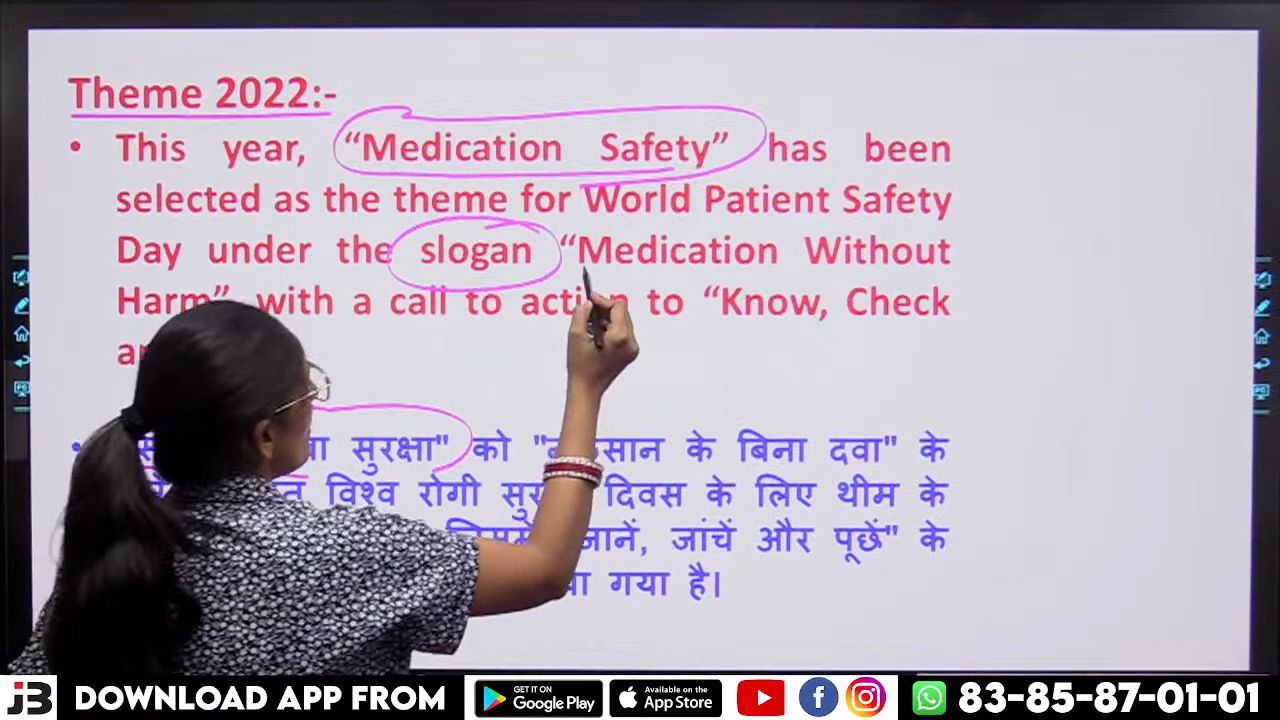 Theme 2022:-
• This year, “Medication Safety” has been
selected as the theme for World Patient Safety
Day under the slogan “Medication Without
Harm”, with a call to action to “Know, Check
• सुरक्षा" को के बिना दवा" के
विश्व रोगी दिवस के लिए थीम के
जानें, जांचें और पूछें" के
गया है।
JB DOWNLOAD APP FROM GET IT ON Google Play Available on the App Store 83-85-87-01-01